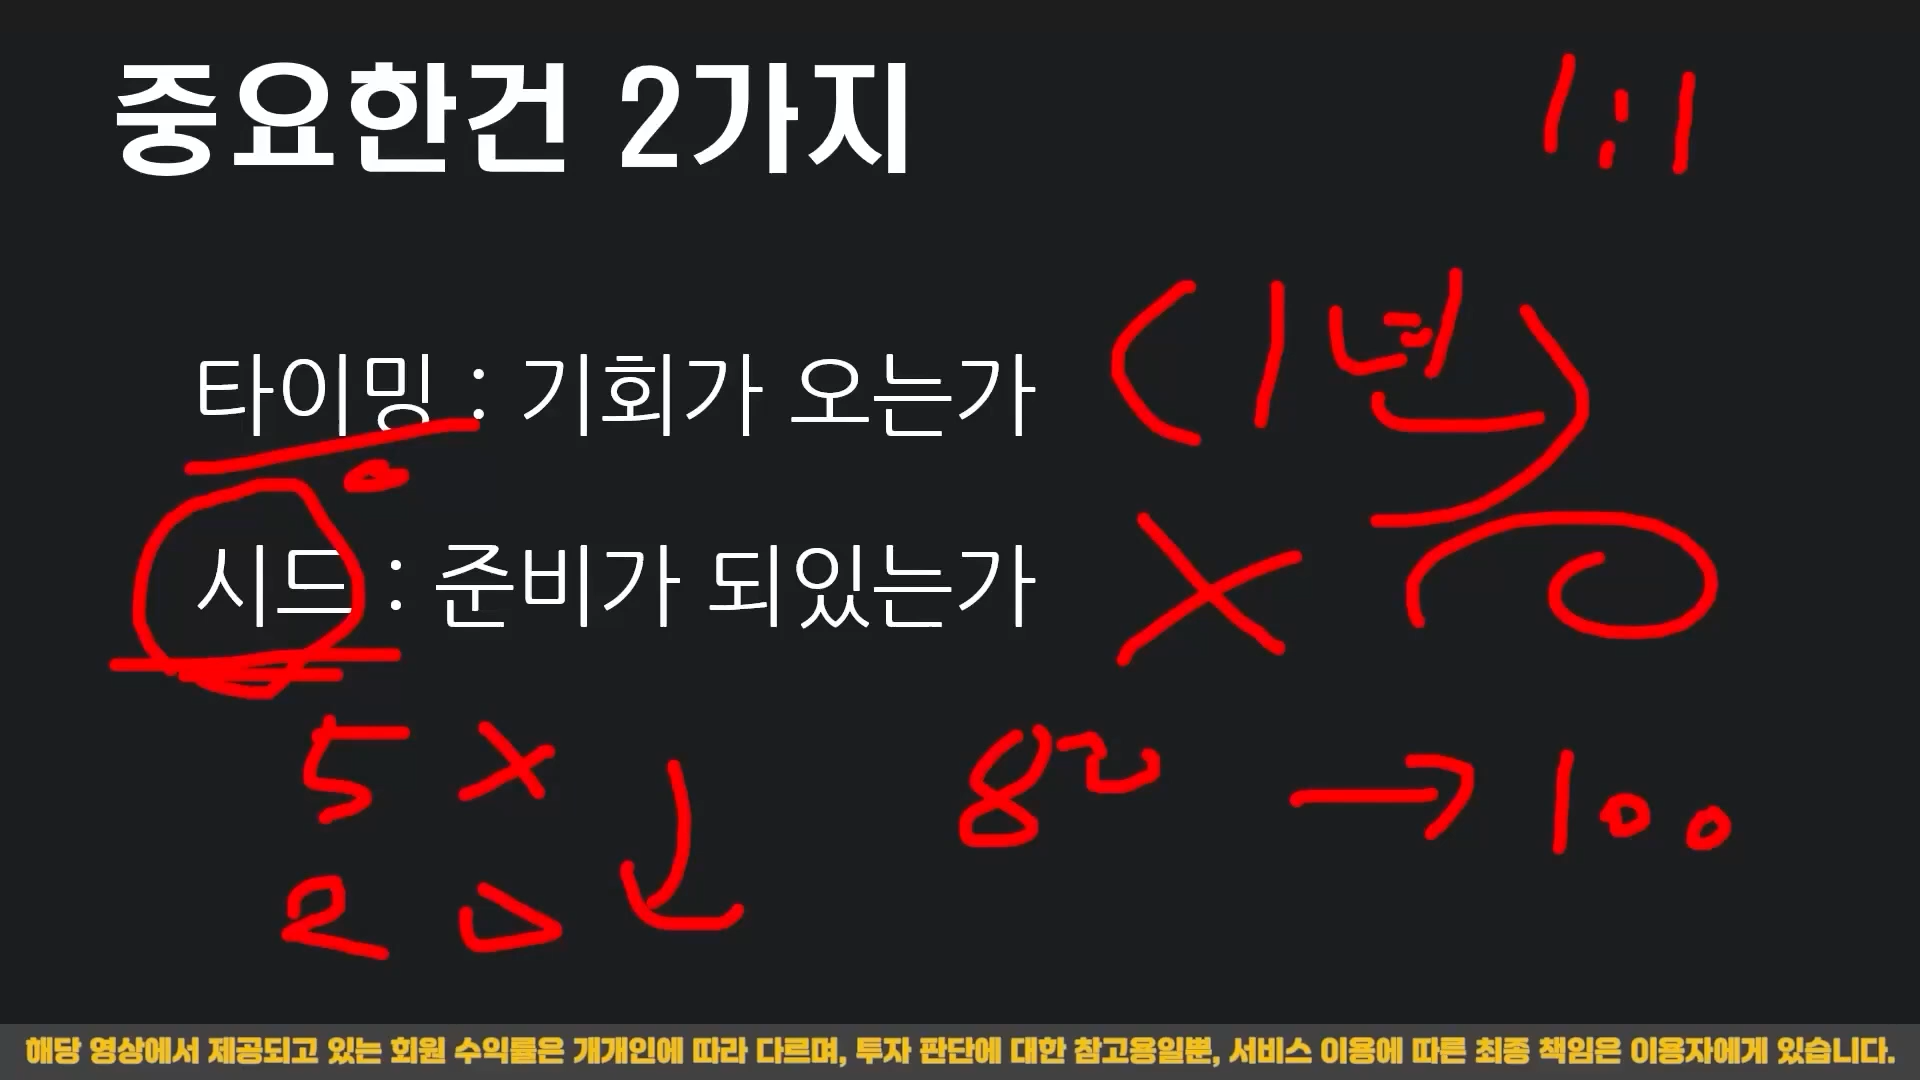 중요한건 2가지
1:1
타이밍 : 기회가 오는가
(1년)
시드 : 준비가 되있는가
X
5 X
80 → 100
2 △
해당 영상에서 제공되고 있는 회원 수익률은 개개인에 따라 다르며, 투자 판단에 대한 참고용일뿐, 서비스 이용에 따른 최종 책임은 이용자에게 있습니다.